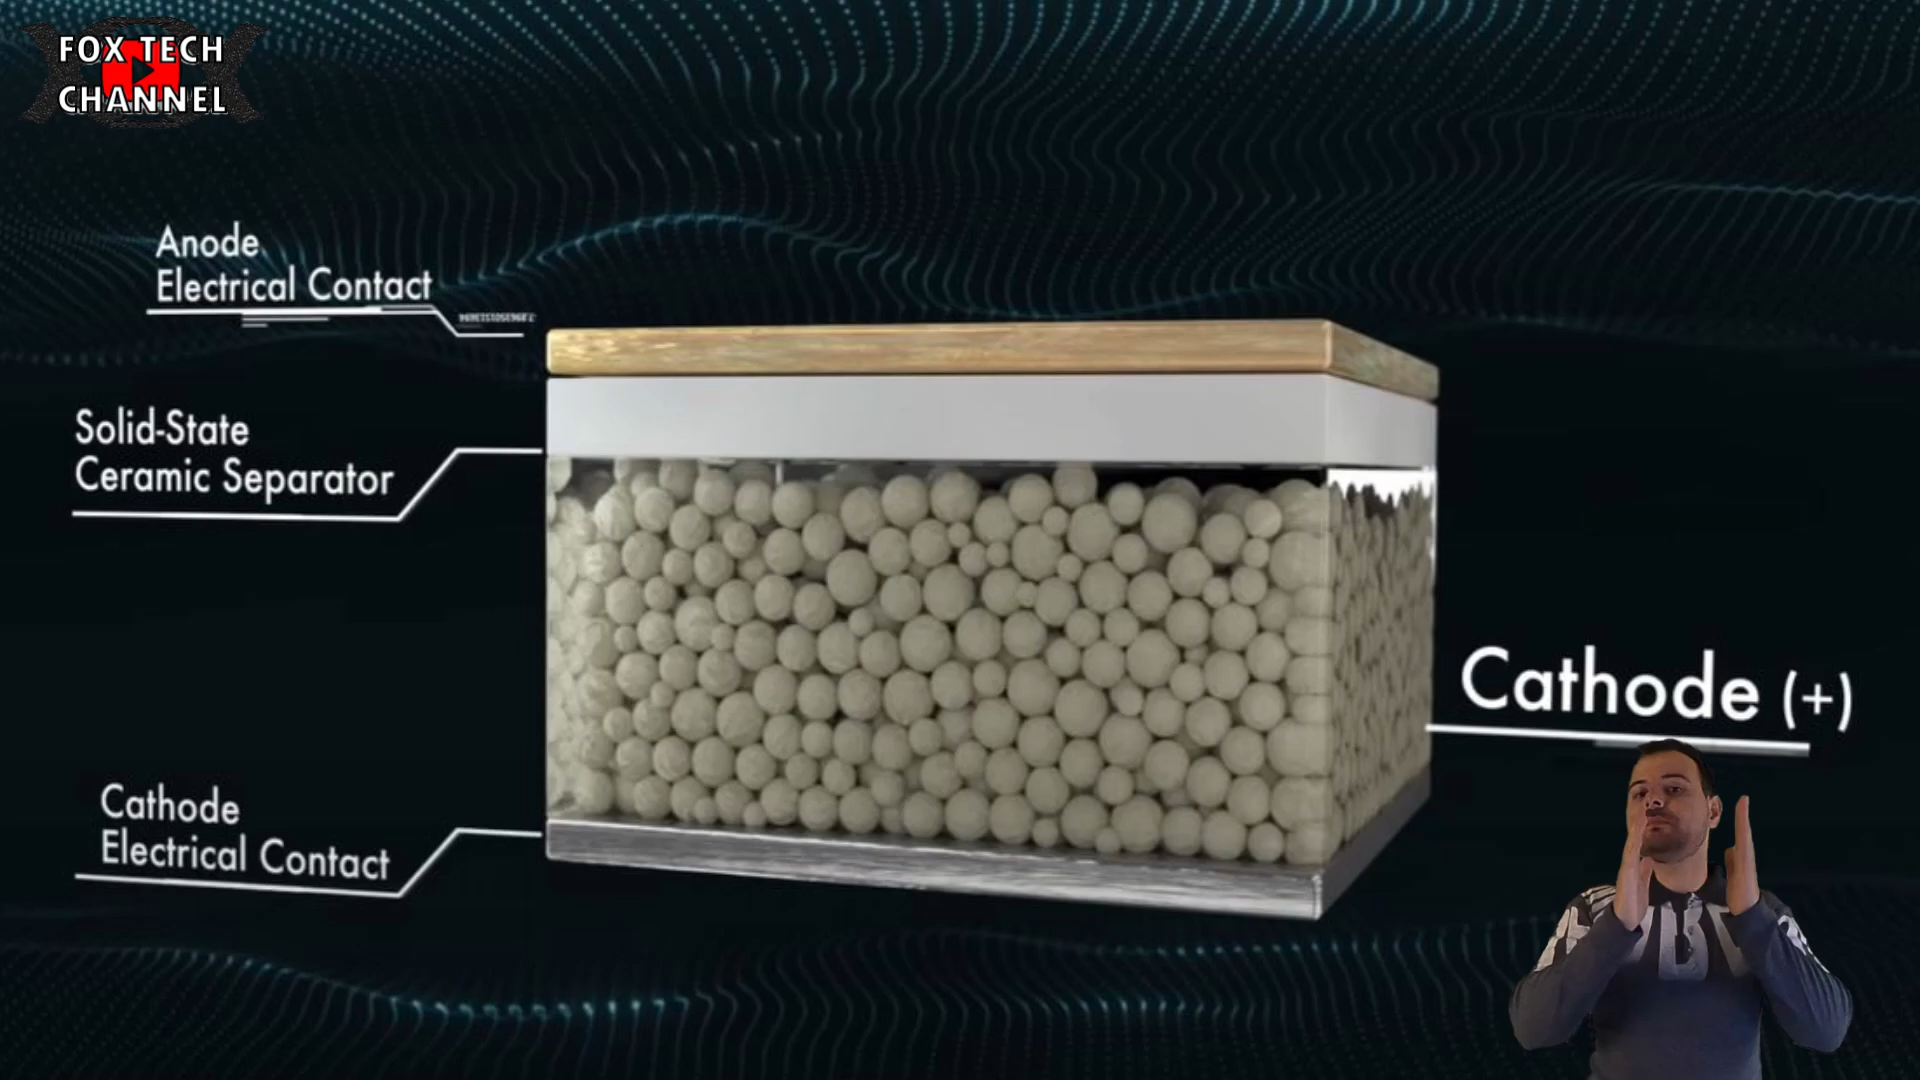 FOX TECH
CHANNEL
Anode
Electrical Contact
Solid-State
Ceramic Separator
Cathode (+)
Cathode
Electrical Contact